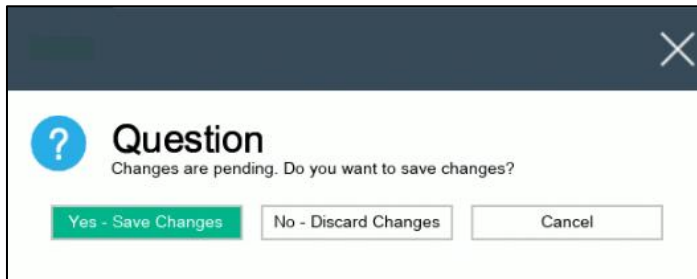 ?
Question
Changes are pending. Do you want to save changes?
Yes - Save Changes
No - Discard Changes
Cancel